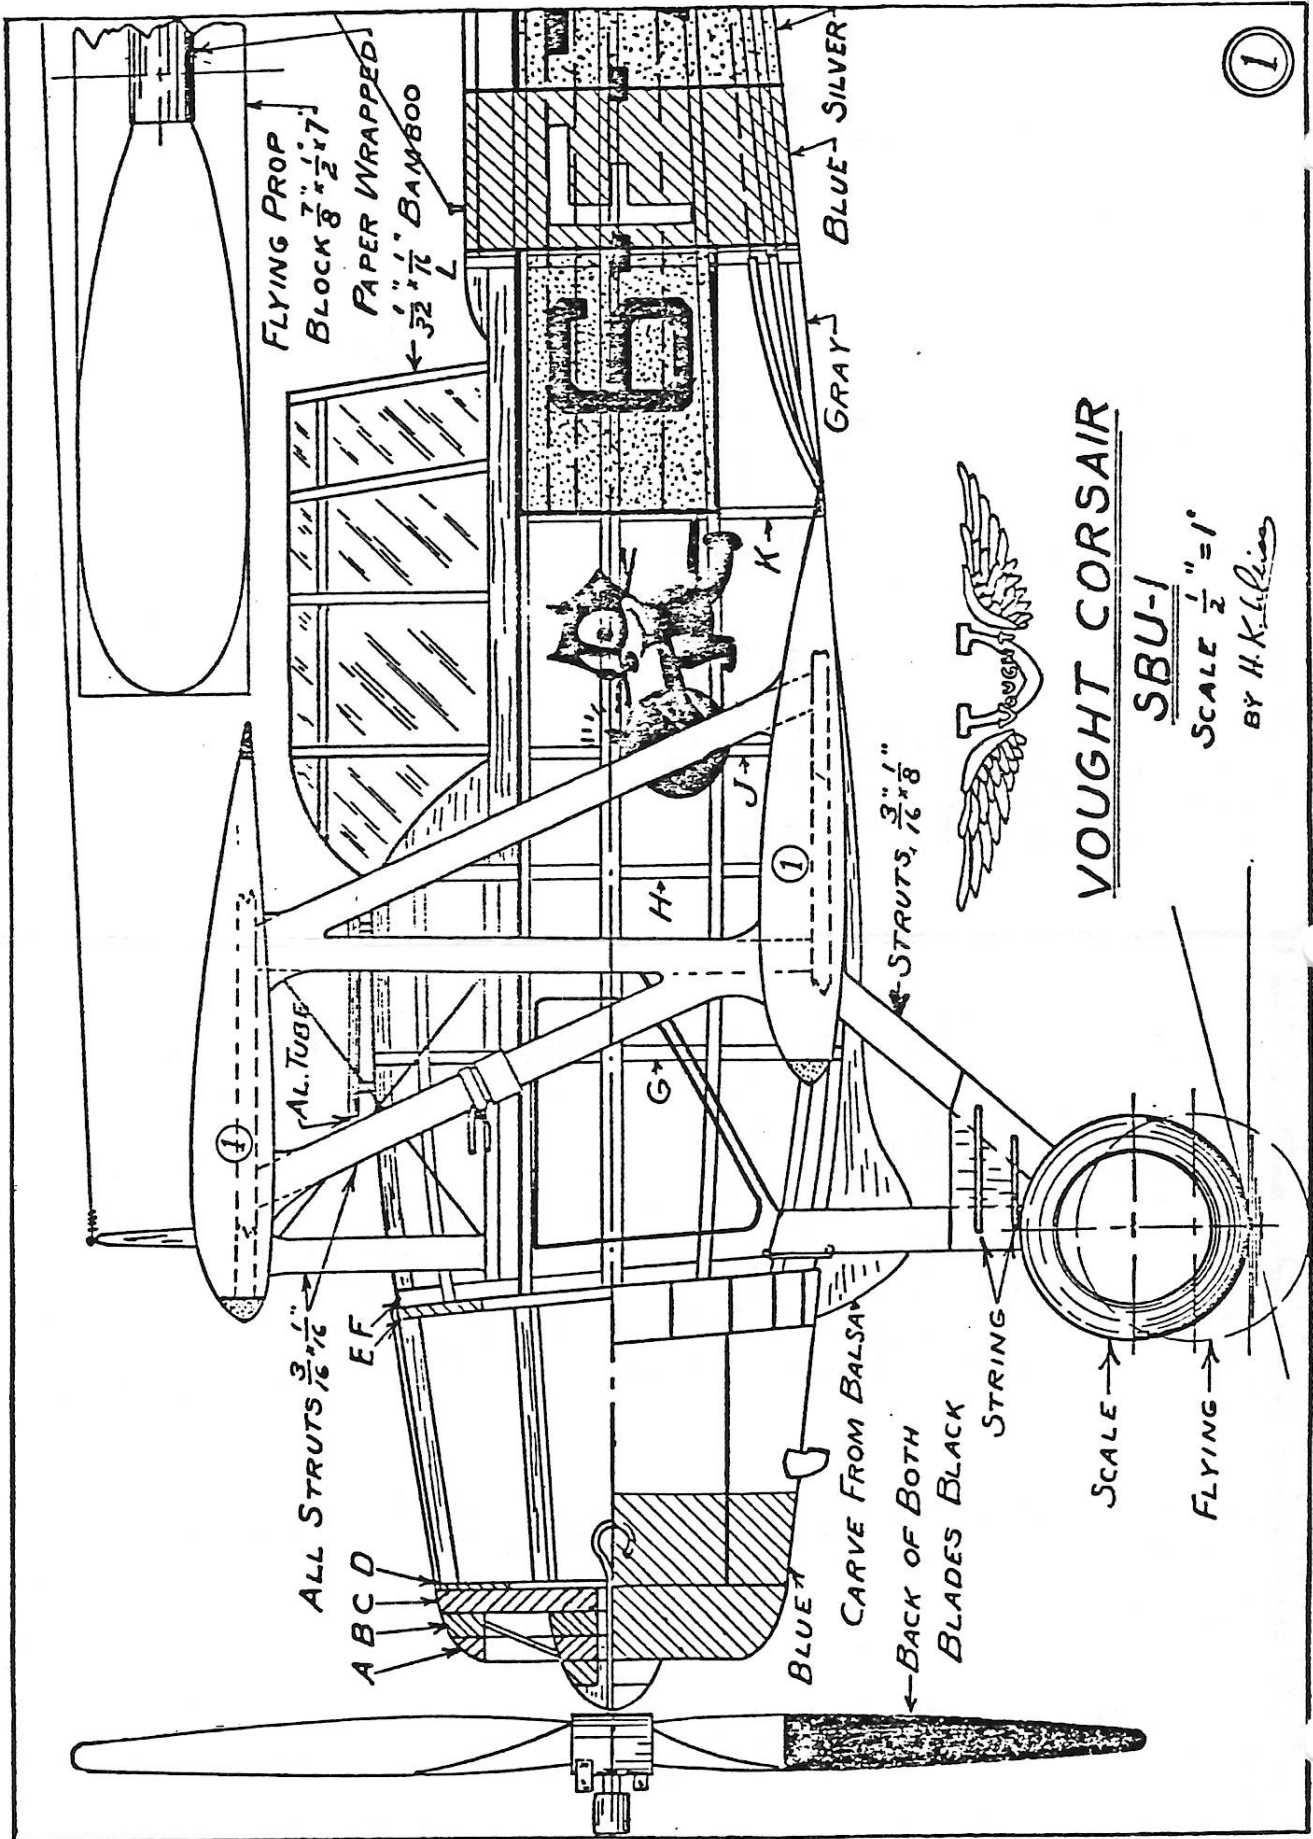 FLYING PROP
BLOCK 7/8" x 1/2" x 7"
PAPER WRAPPED
1/32" x 1/16" BAMBOO
L
AL. TUBE
ALL STRUTS 3/16" x 1/16"
E F
A B C D
1
1
G
H
J
K
6
F
GRAY
BLUE
SILVER
STRUTS, 3/16" x 1/8"
BLUE
CARVE FROM BALSA
BACK OF BOTH
BLADES BLACK
STRING
SCALE
FLYING
VOUGHT
VOUGHT CORSAIR
SBU-1
SCALE 1/2" = 1'
BY H.K.
1